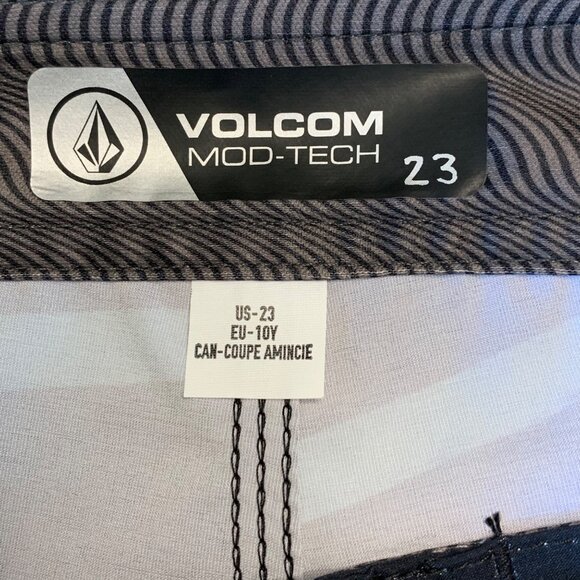 VOLCOM
MOD-TECH
23
US-23
EU-10Y
CAN-COUPE AMINCIE